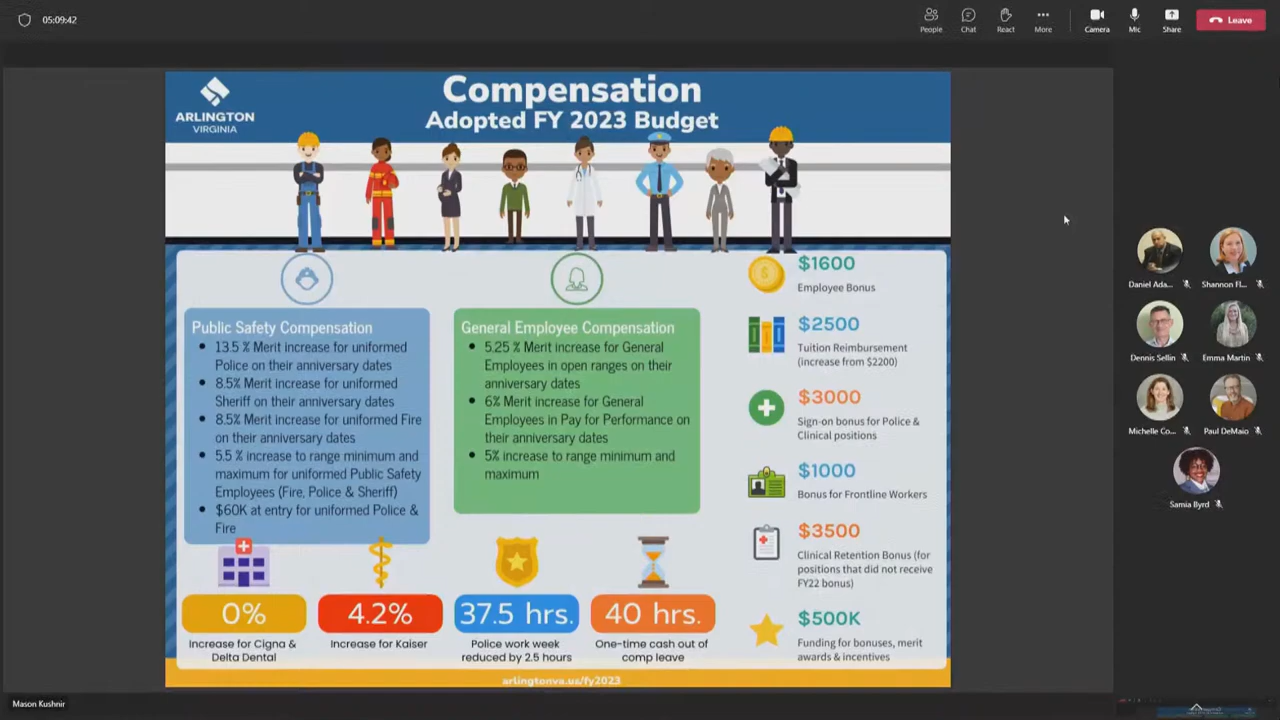 05:09:42
People
Chat
React
More
Camera
Mic
Share
Leave
ARLINGTON
VIRGINIA
Compensation
Adopted FY 2023 Budget
Public Safety Compensation
• 13.5 % Merit increase for uniformed
Police on their anniversary dates
• 8.5% Merit increase for uniformed
Sheriff on their anniversary dates
• 8.5% Merit increase for uniformed Fire
on their anniversary dates
• 5.5 % increase to range minimum and
maximum for uniformed Public Safety
Employees (Fire, Police & Sheriff)
• $60K at entry for uniformed Police &
Fire
General Employee Compensation
• 5.25 % Merit increase for General
Employees in open ranges on their
anniversary dates
• 6% Merit increase for General
Employees in Pay for Performance on
their anniversary dates
• 5% increase to range minimum and
maximum
$1600
Employee Bonus
$2500
Tuition Reimbursement
(increase from $2200)
$3000
Sign-on bonus for Police &
Clinical positions
$1000
Bonus for Frontline Workers
$3500
Clinical Retention Bonus (for
positions that did not receive
FY22 bonus)
$500K
Funding for bonuses, merit
awards & incentives
0%
Increase for Cigna &
Delta Dental
4.2%
Increase for Kaiser
37.5 hrs.
Police work week
reduced by 2.5 hours
40 hrs.
One-time cash out of
comp leave
arlingtonva.us/fy2023
Daniel Ada...
Shannon Fl...
Dennis Sellin
Emma Martin
Michelle Co...
Paul DeMaio
Samia Byrd
Mason Kushnir